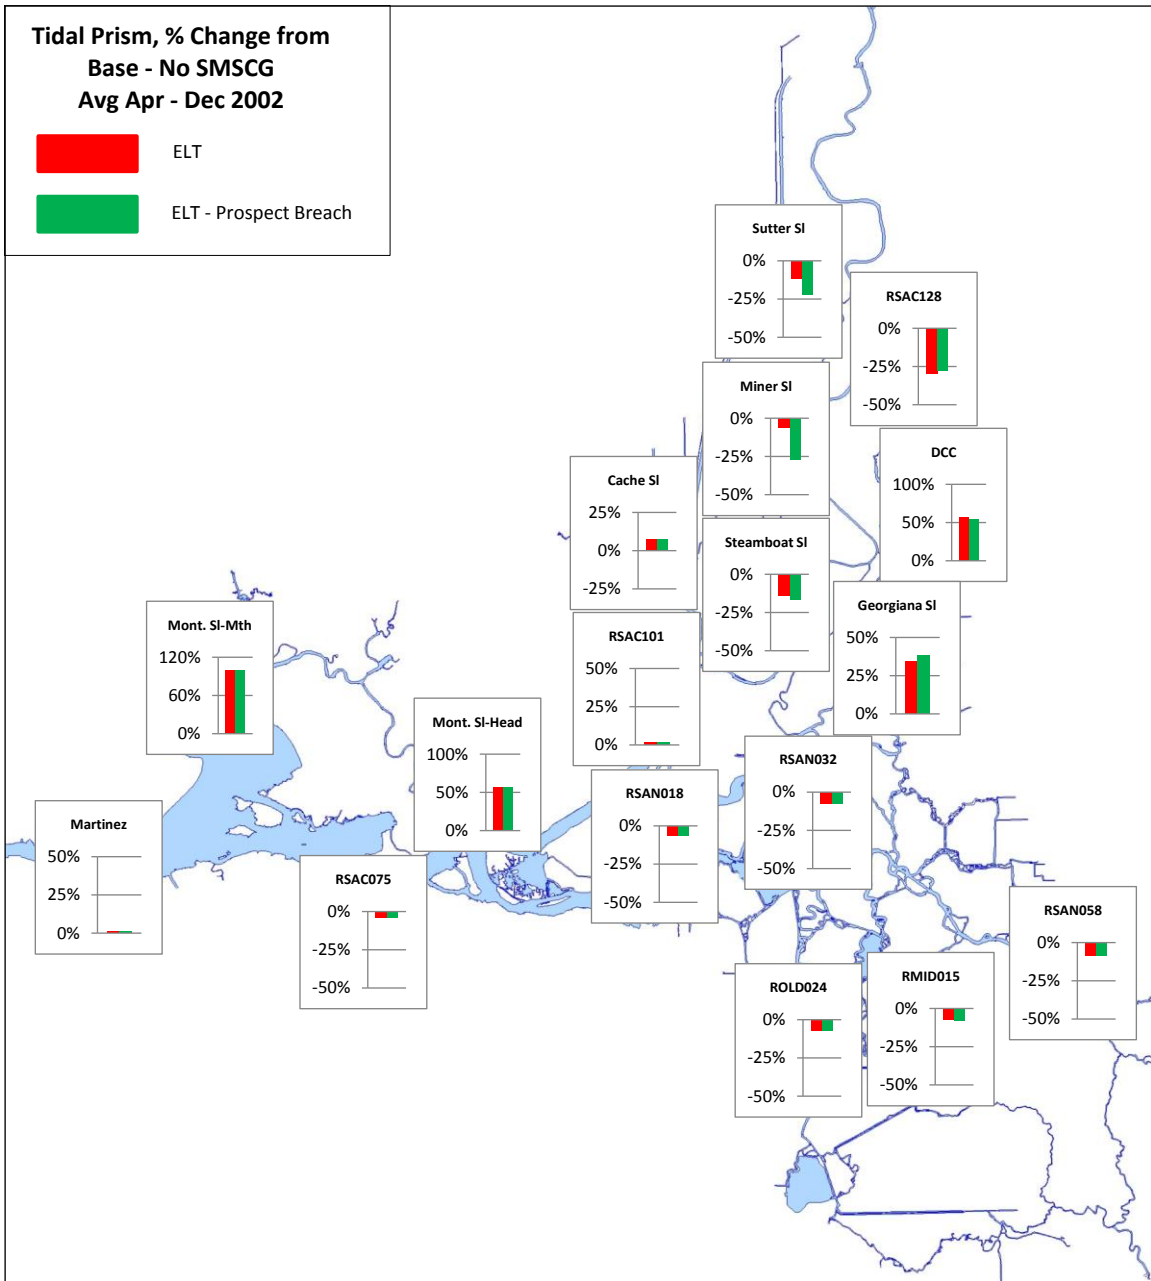 Tidal Prism, % Change from
Base - No SMSCG
Avg Apr - Dec 2002
ELT
ELT - Prospect Breach
Sutter Sl
0%
-25%
-50%
RSAC128
0%
-25%
-50%
Miner Sl
0%
-25%
-50%
DCC
100%
50%
0%
Cache Sl
25%
0%
-25%
Steamboat Sl
0%
-25%
-50%
Georgiana Sl
50%
25%
0%
Mont. Sl-Mth
120%
60%
0%
RSAC101
50%
25%
0%
Mont. Sl-Head
100%
50%
0%
RSAN032
0%
-25%
-50%
RSAN018
0%
-25%
-50%
Martinez
50%
25%
0%
RSAC075
0%
-25%
-50%
RSAN058
0%
-25%
-50%
RMID015
0%
-25%
-50%
ROLD024
0%
-25%
-50%